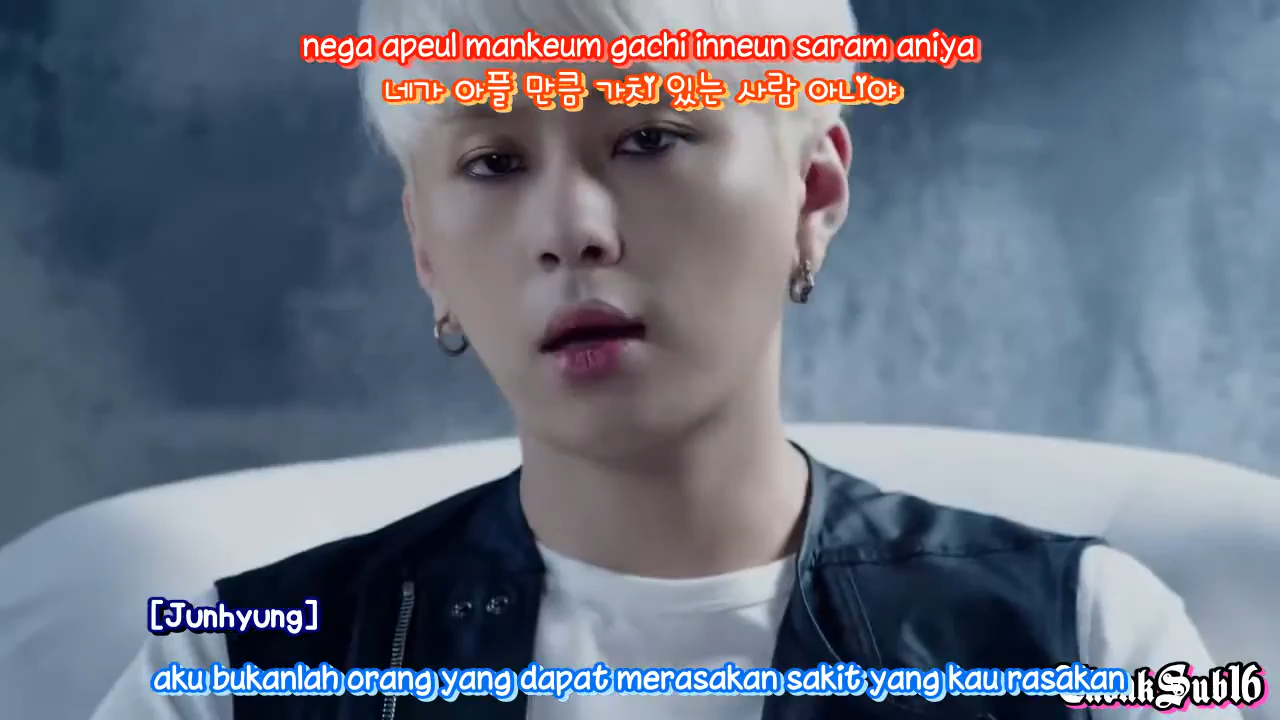 nega apeul mankeum gachi inneun saram aniya
네가 아플 만큼 가치 있는 사람 아니야
[Junhyung]
aku bukanlah orang yang dapat merasakan sakit yang kau rasakan